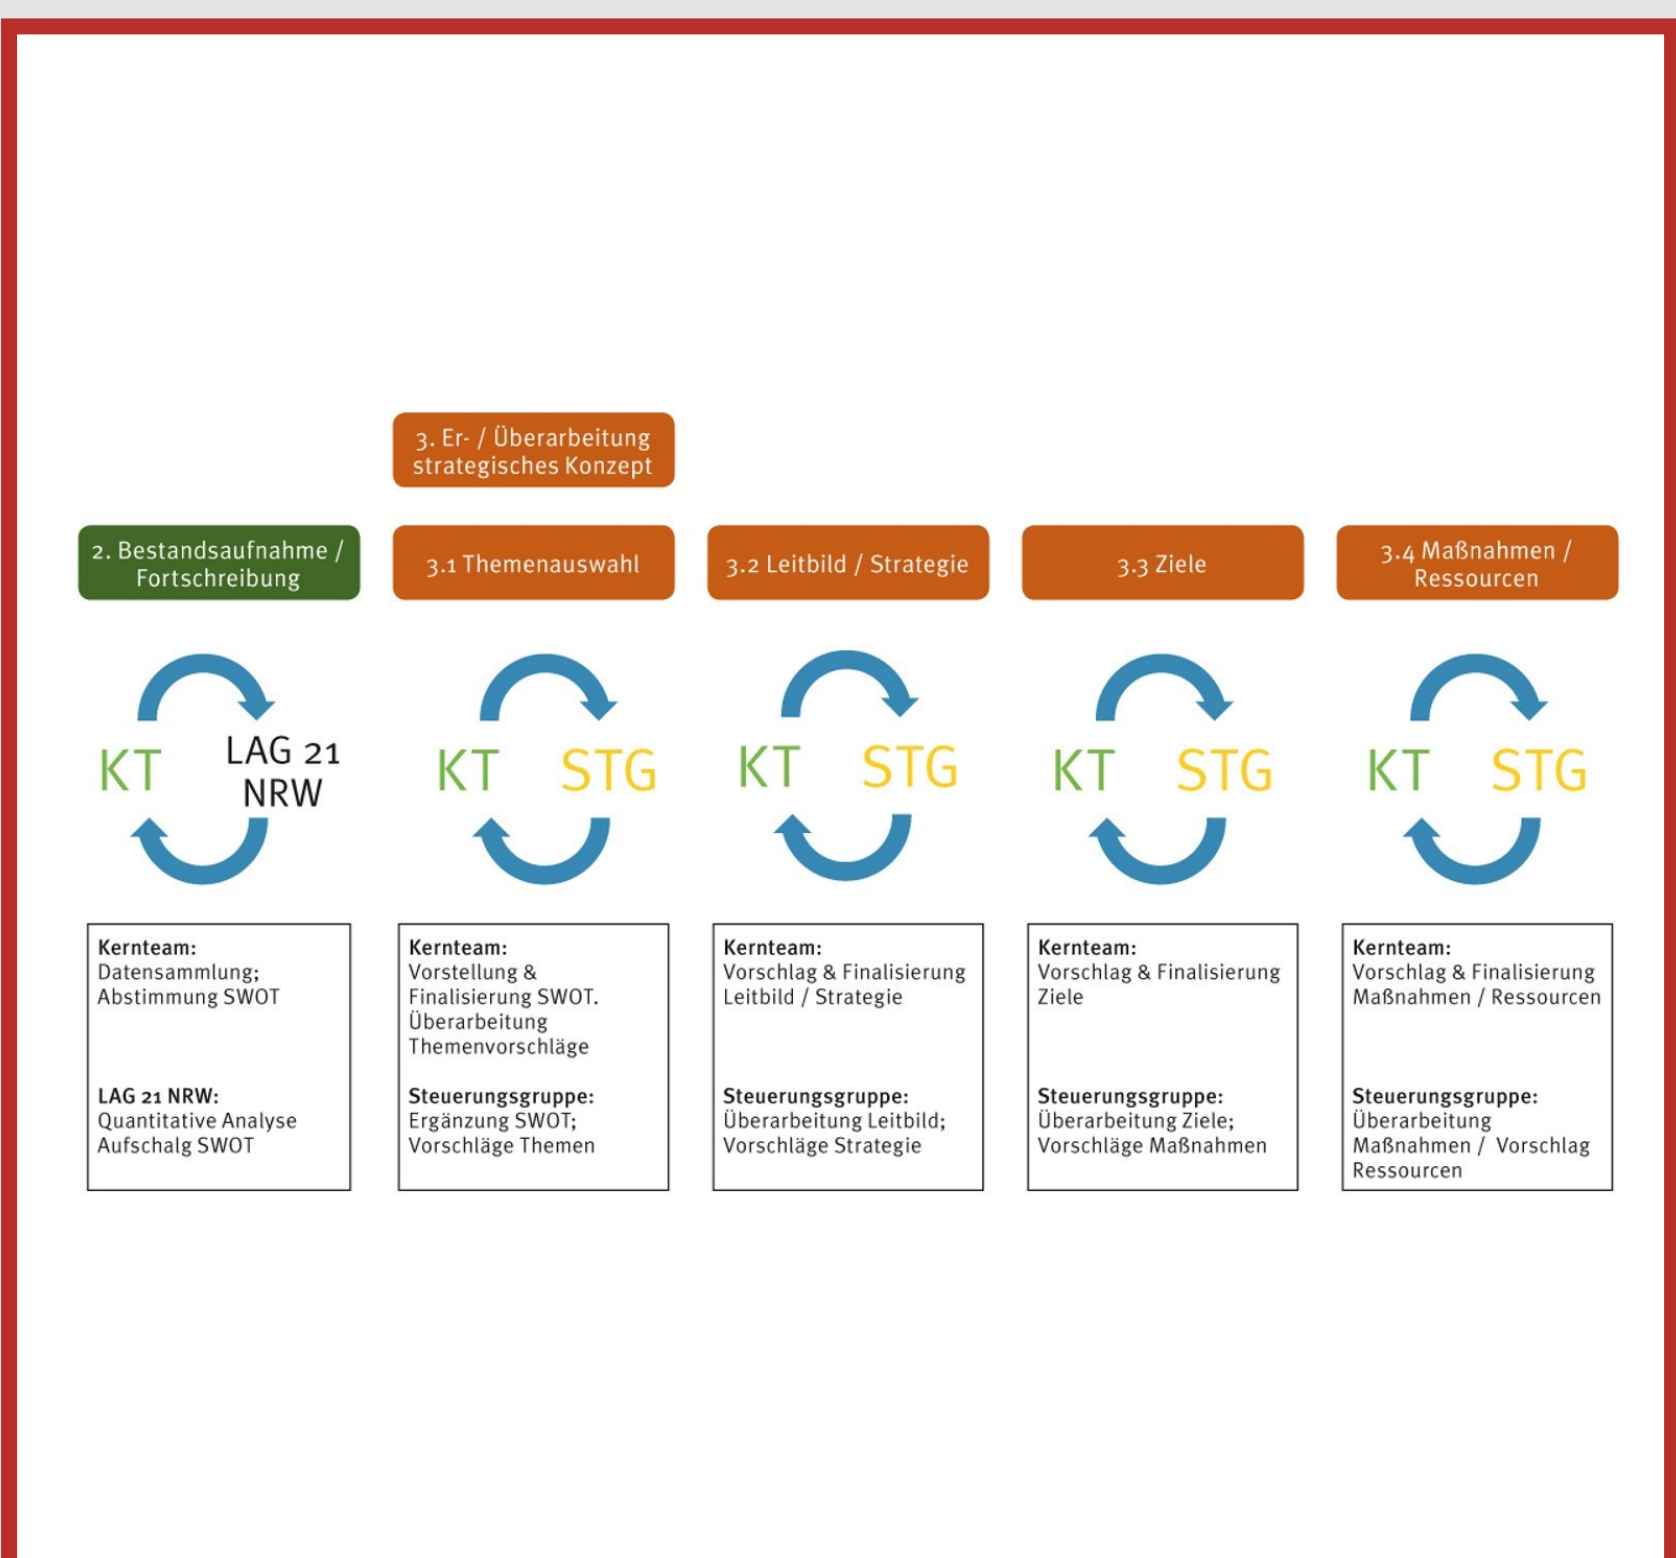 3. Er- / Überarbeitung
strategisches Konzept
2. Bestandsaufnahme /
Fortschreibung
3.1 Themenauswahl
3.2 Leitbild / Strategie
3.3 Ziele
3.4 Maßnahmen /
Ressourcen
KT
LAG 21
NRW
KT STG
KT STG
KT STG
KT STG
Kernteam:
Datensammlung;
Abstimmung SWOT
LAG 21 NRW:
Quantitative Analyse
Aufschalg SWOT
Kernteam:
Vorstellung &
Finalisierung SWOT.
Überarbeitung
Themenvorschläge
Steuerungsgruppe:
Ergänzung SWOT;
Vorschläge Themen
Kernteam:
Vorschlag & Finalisierung
Leitbild / Strategie
Steuerungsgruppe:
Überarbeitung Leitbild;
Vorschläge Strategie
Kernteam:
Vorschlag & Finalisierung
Ziele
Steuerungsgruppe:
Überarbeitung Ziele;
Vorschläge Maßnahmen
Kernteam:
Vorschlag & Finalisierung
Maßnahmen / Ressourcen
Steuerungsgruppe:
Überarbeitung
Maßnahmen / Vorschlag
Ressourcen